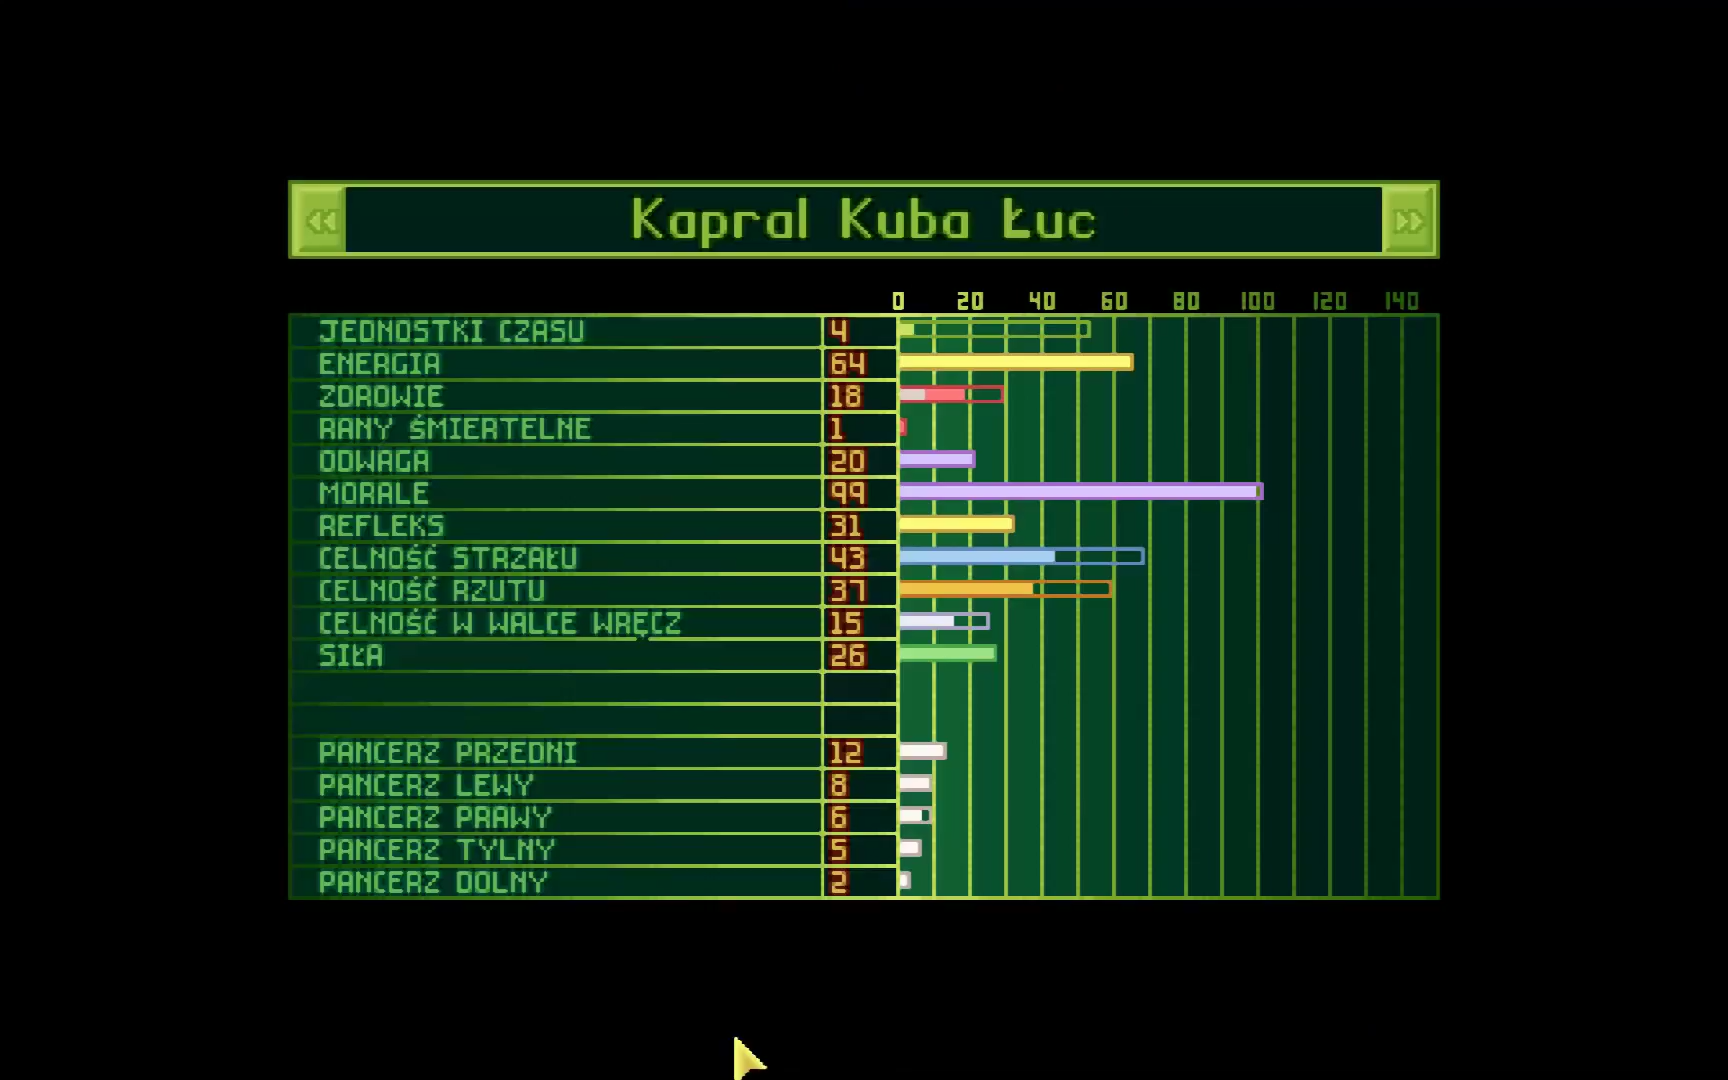 Kapral Kuba Łuc
0 20 40 60 80 100 120 140
JEDNOSTKI CZASU 4
ENERGIA 64
ZDROWIE 18
RANY ŚMIERTELNE 1
ODWAGA 20
MORALE 99
REFLEKS 31
CELNOŚĆ STRZAŁU 43
CELNOŚĆ RZUTU 37
CELNOŚĆ W WALCE WRĘCZ 15
SIŁA 26
PANCERZ PRZEDNI 12
PANCERZ LEWY 8
PANCERZ PRAWY 6
PANCERZ TYLNY 5
PANCERZ DOLNY 2